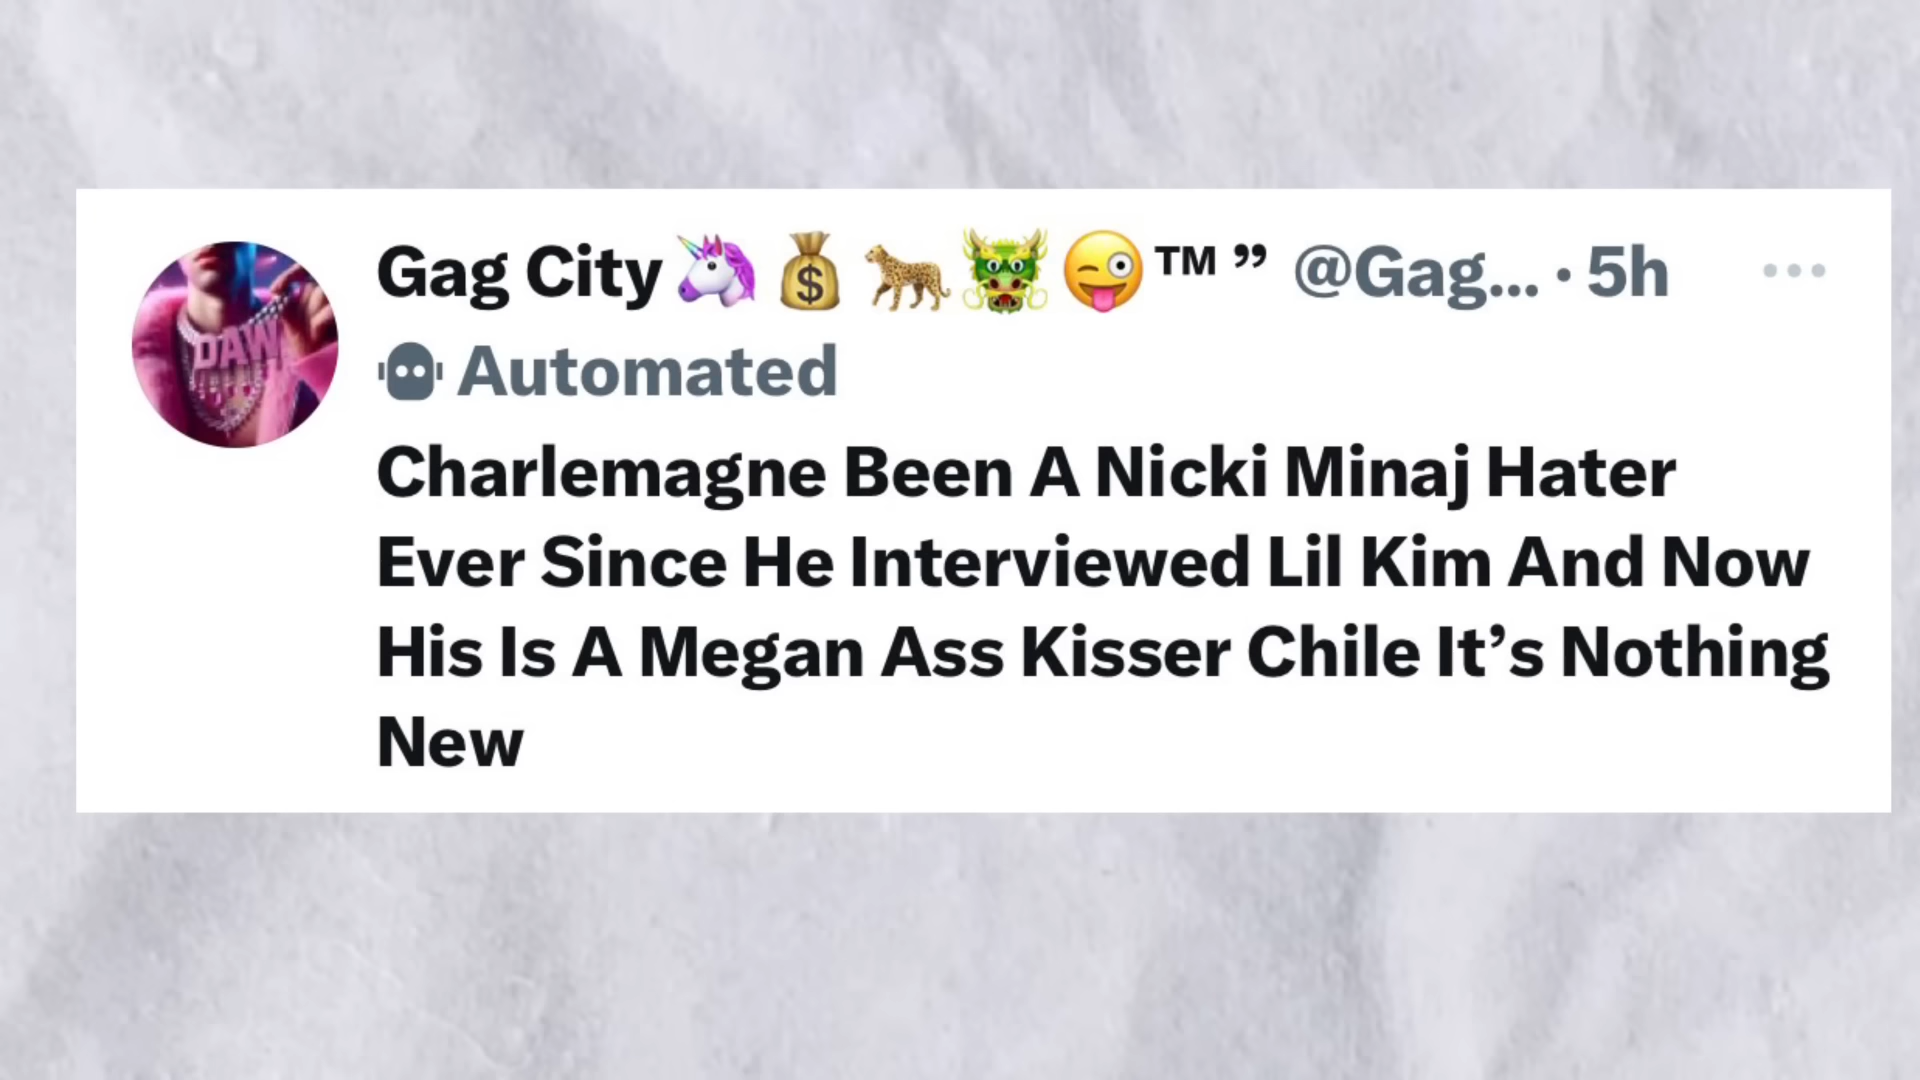 Gag City🦄💰🐆🐲😜™ ” @Gag... · 5h
Automated
Charlemagne Been A Nicki Minaj Hater
Ever Since He Interviewed Lil Kim And Now
His Is A Megan Ass Kisser Chile It’s Nothing
New